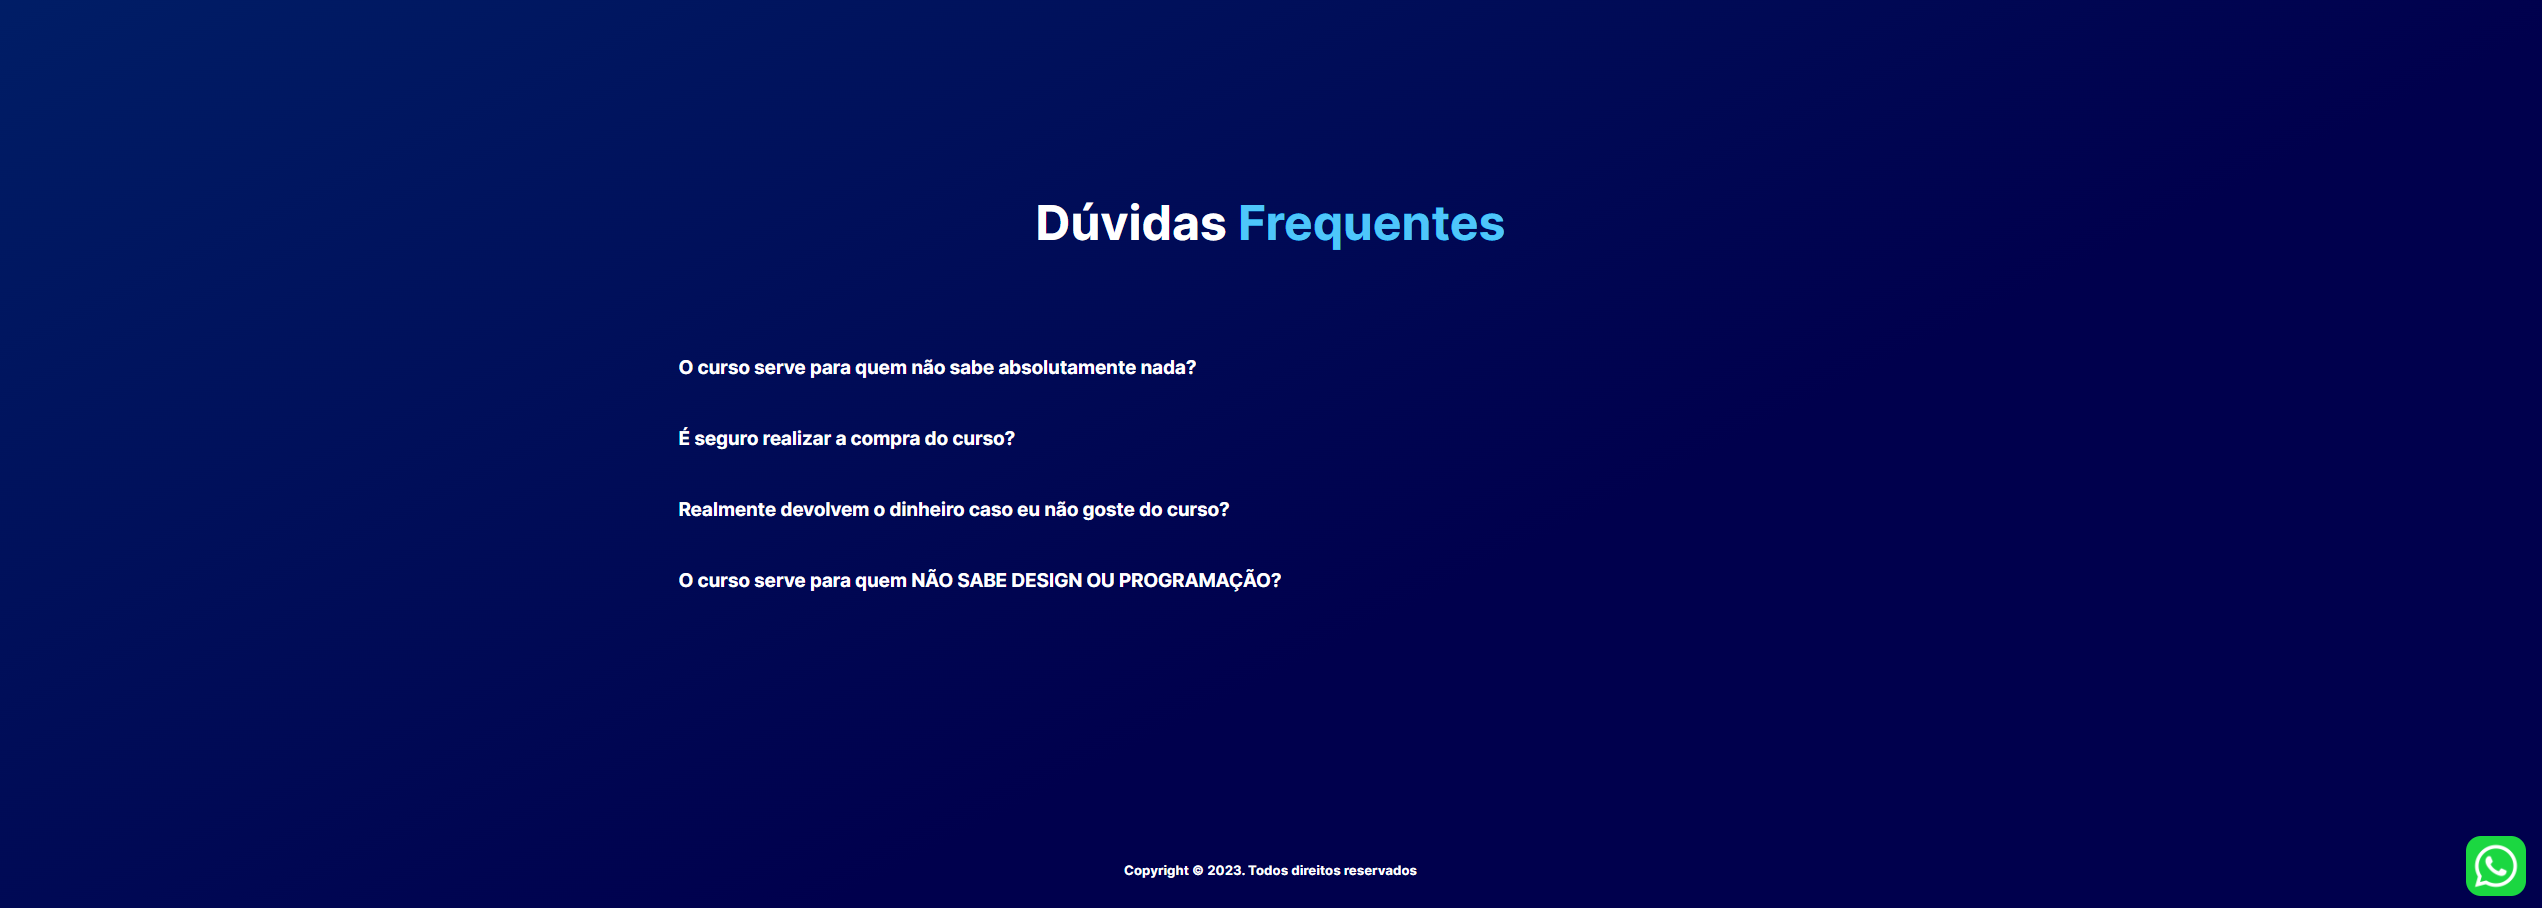 Dúvidas Frequentes
O curso serve para quem não sabe absolutamente nada?
É seguro realizar a compra do curso?
Realmente devolvem o dinheiro caso eu não goste do curso?
O curso serve para quem NÃO SABE DESIGN OU PROGRAMAÇÃO?
Copyright © 2023. Todos direitos reservados